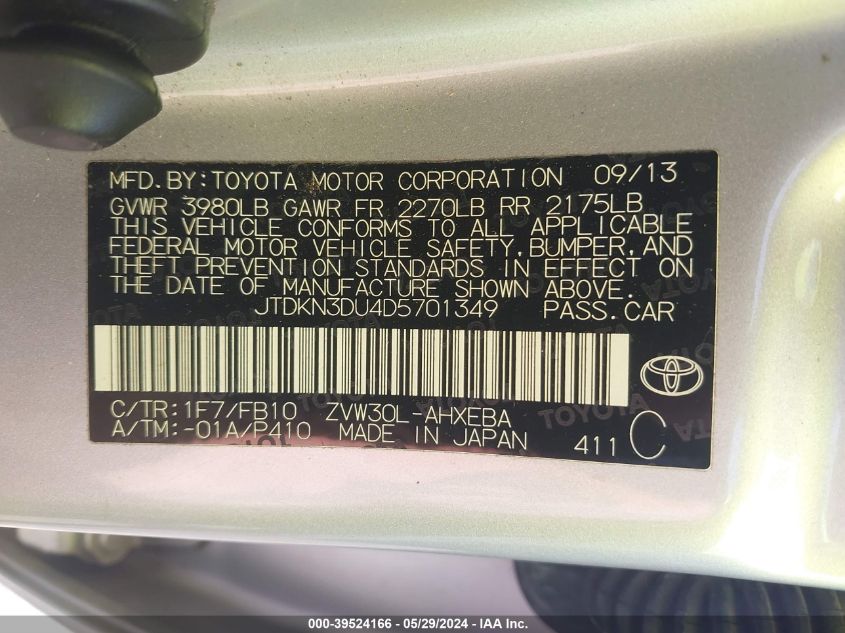 MFD.BY:TOYOTA MOTOR CORPORATION 09/13
GVWR 3980LB GAWR FR 2270LB RR 2175LB
THIS VEHICLE CONFORMS TO ALL APPLICABLE
FEDERAL MOTOR VEHICLE SAFETY,BUMPER,AND
THEFT PREVENTION STANDARDS IN EFFECT ON
THE DATE OF MANUFACTURE SHOWN ABOVE.
JTDKN3DU4D5701349 PASS.CAR
C/TR:1F7/FB10 ZVW30L-AHXEBA
A/TM:-01A/P410 MADE IN JAPAN 411 C
000-39524166 - 05/29/2024 - IAA Inc.